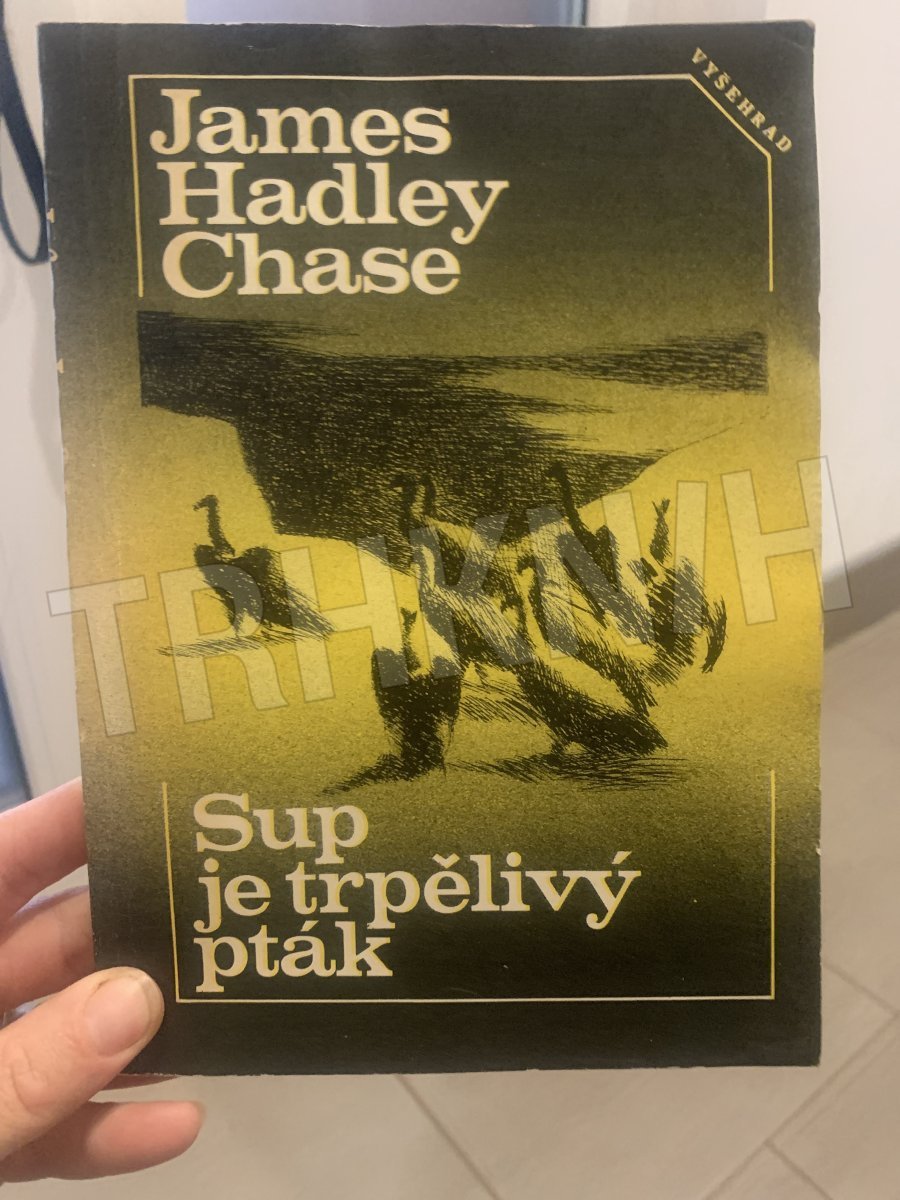 VYŠEHRAD
James
Hadley
Chase
TRHKNIH
Sup
je trpělivý
pták